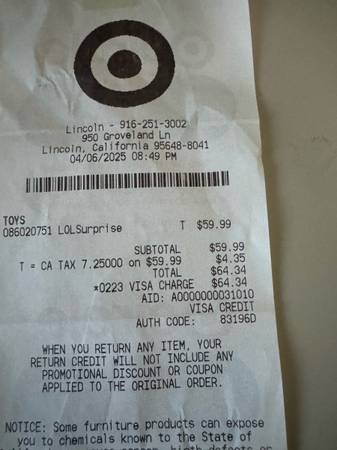 Lincoln - 916-251-3002
950 Groveland Ln
Lincoln, California 95648-8041
04/06/2025 08:49 PM
TOYS
086020751 LOLSurprise T $59.99
SUBTOTAL $59.99
T = CA TAX 7.25000 on $59.99 $4.35
TOTAL $64.34
*0223 VISA CHARGE $64.34
AID: A0000000031010
VISA CREDIT
AUTH CODE: 83196D
WHEN YOU RETURN ANY ITEM, YOUR
RETURN CREDIT WILL NOT INCLUDE ANY
PROMOTIONAL DISCOUNT OR COUPON
APPLIED TO THE ORIGINAL ORDER.
NOTICE: Some furniture products can expose
you to chemicals known to the State of
birth defects or